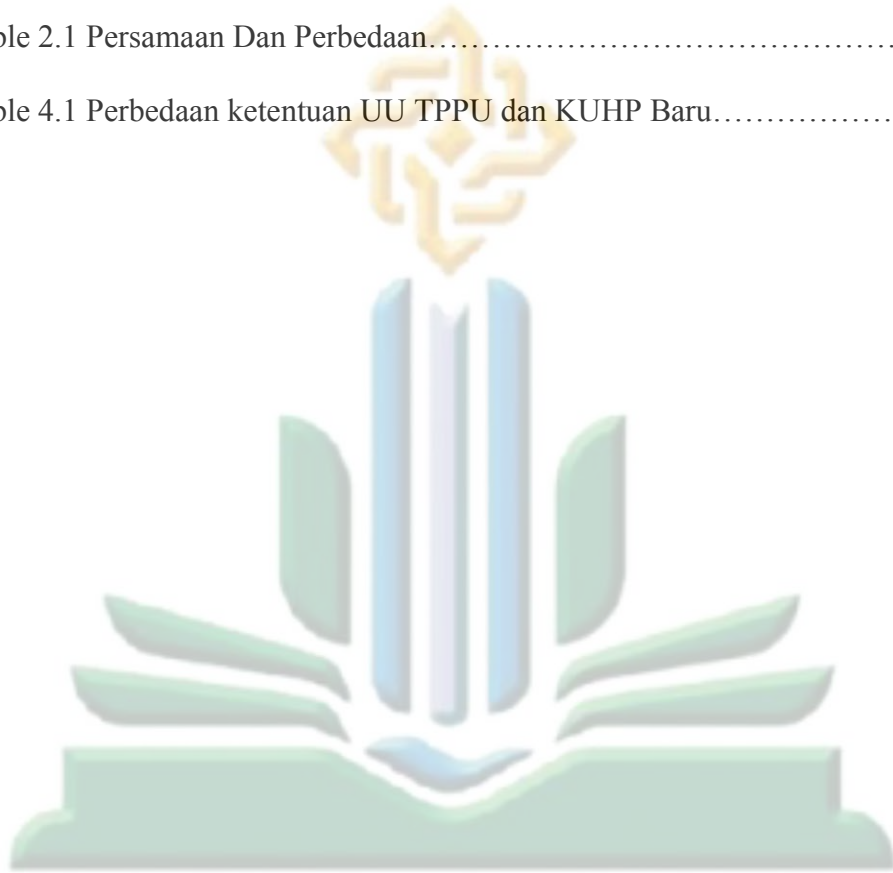 ble 2.1 Persamaan Dan Perbedaan……………………………………
ble 4.1 Perbedaan ketentuan UU TPPU dan KUHP Baru………………